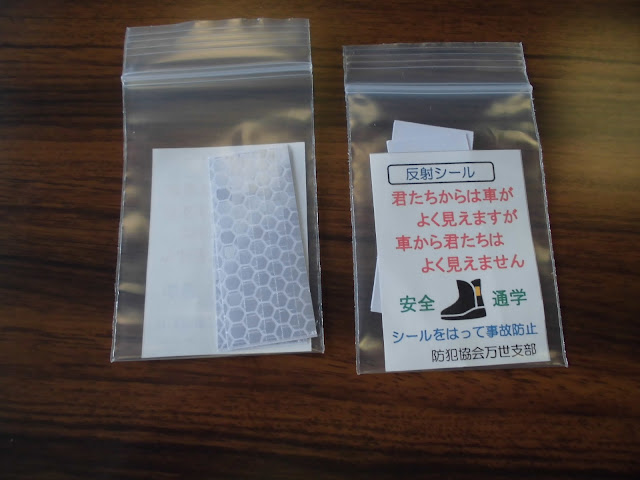 反射シール
君たちからは車が
よく見えますが
車から君たちは
よく見えません
安全 通学
シールをはって事故防止
防犯協会万世支部